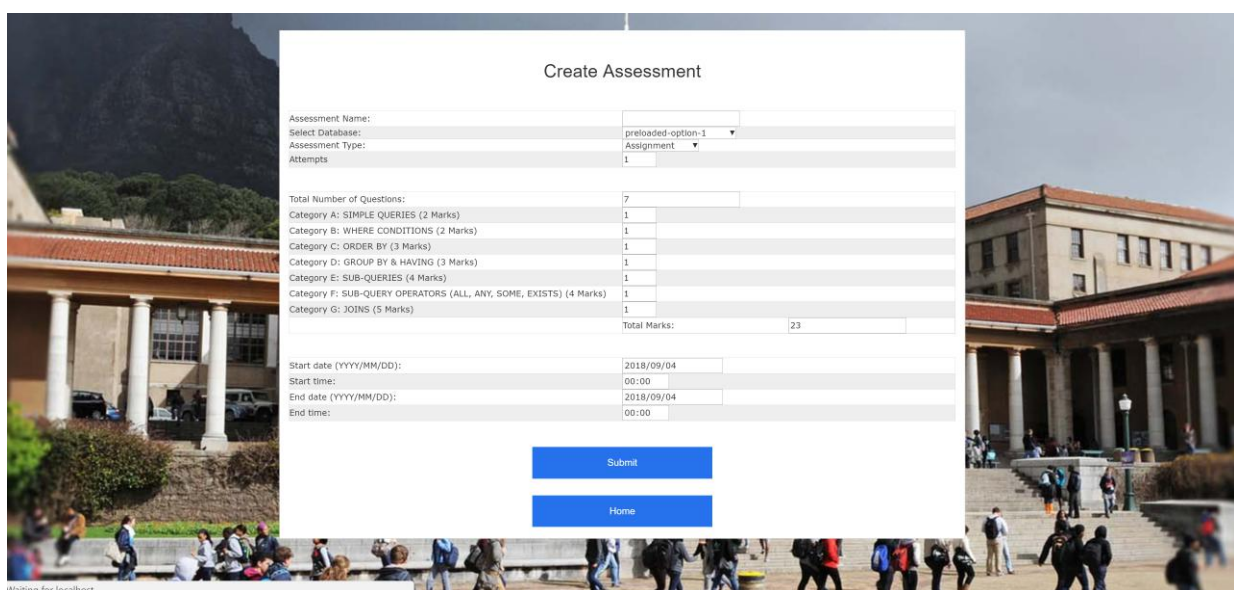 Create Assessment
Assessment Name:
Select Database: preloaded-option-1
Assessment Type: Assignment
Attempts 1
Total Number of Questions: 7
Category A: SIMPLE QUERIES (2 Marks) 1
Category B: WHERE CONDITIONS (2 Marks) 1
Category C: ORDER BY (3 Marks) 1
Category D: GROUP BY & HAVING (3 Marks) 1
Category E: SUB-QUERIES (4 Marks) 1
Category F: SUB-QUERY OPERATORS (ALL, ANY, SOME, EXISTS) (4 Marks) 1
Category G: JOINS (5 Marks) 1
Total Marks: 23
Start date (YYYY/MM/DD): 2018/09/04
Start time: 00:00
End date (YYYY/MM/DD): 2018/09/04
End time: 00:00
Submit
Home
Waiting for localhost